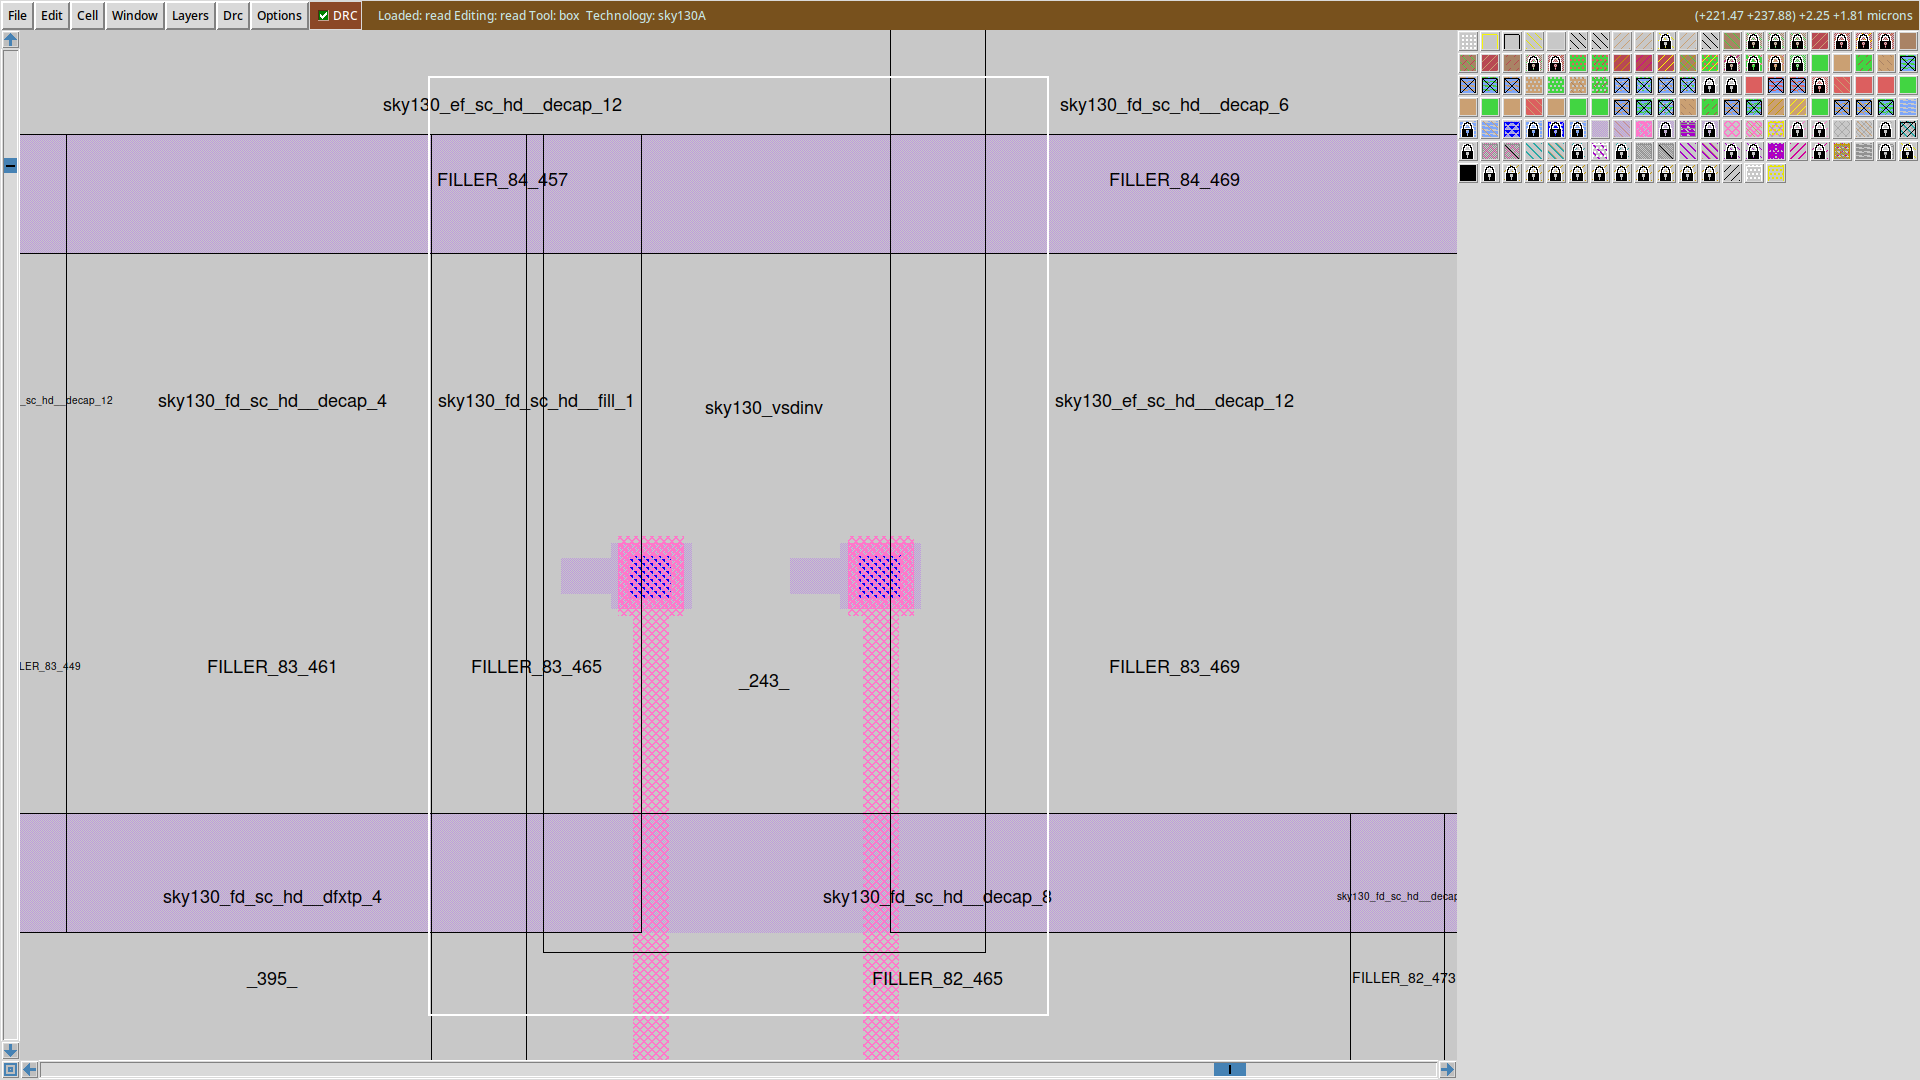 File Edit Cell Window Layers Drc Options DRC Loaded: read Editing: read Tool: box Technology: sky130A (+221.47 +237.88) +2.25 +1.81 microns
sky130_ef_sc_hd__decap_12 sky130_fd_sc_hd__decap_6
FILLER_84_457 FILLER_84_469
_sc_hd__decap_12 sky130_fd_sc_hd__decap_4 sky130_fd_sc_hd__fill_1 sky130_vsdinv sky130_ef_sc_hd__decap_12
LER_83_449 FILLER_83_461 FILLER_83_465 _243_ FILLER_83_469
sky130_fd_sc_hd__dfxtp_4 sky130_fd_sc_hd__decap_8 sky130_fd_sc_hd__decap
_395_ FILLER_82_465 FILLER_82_473